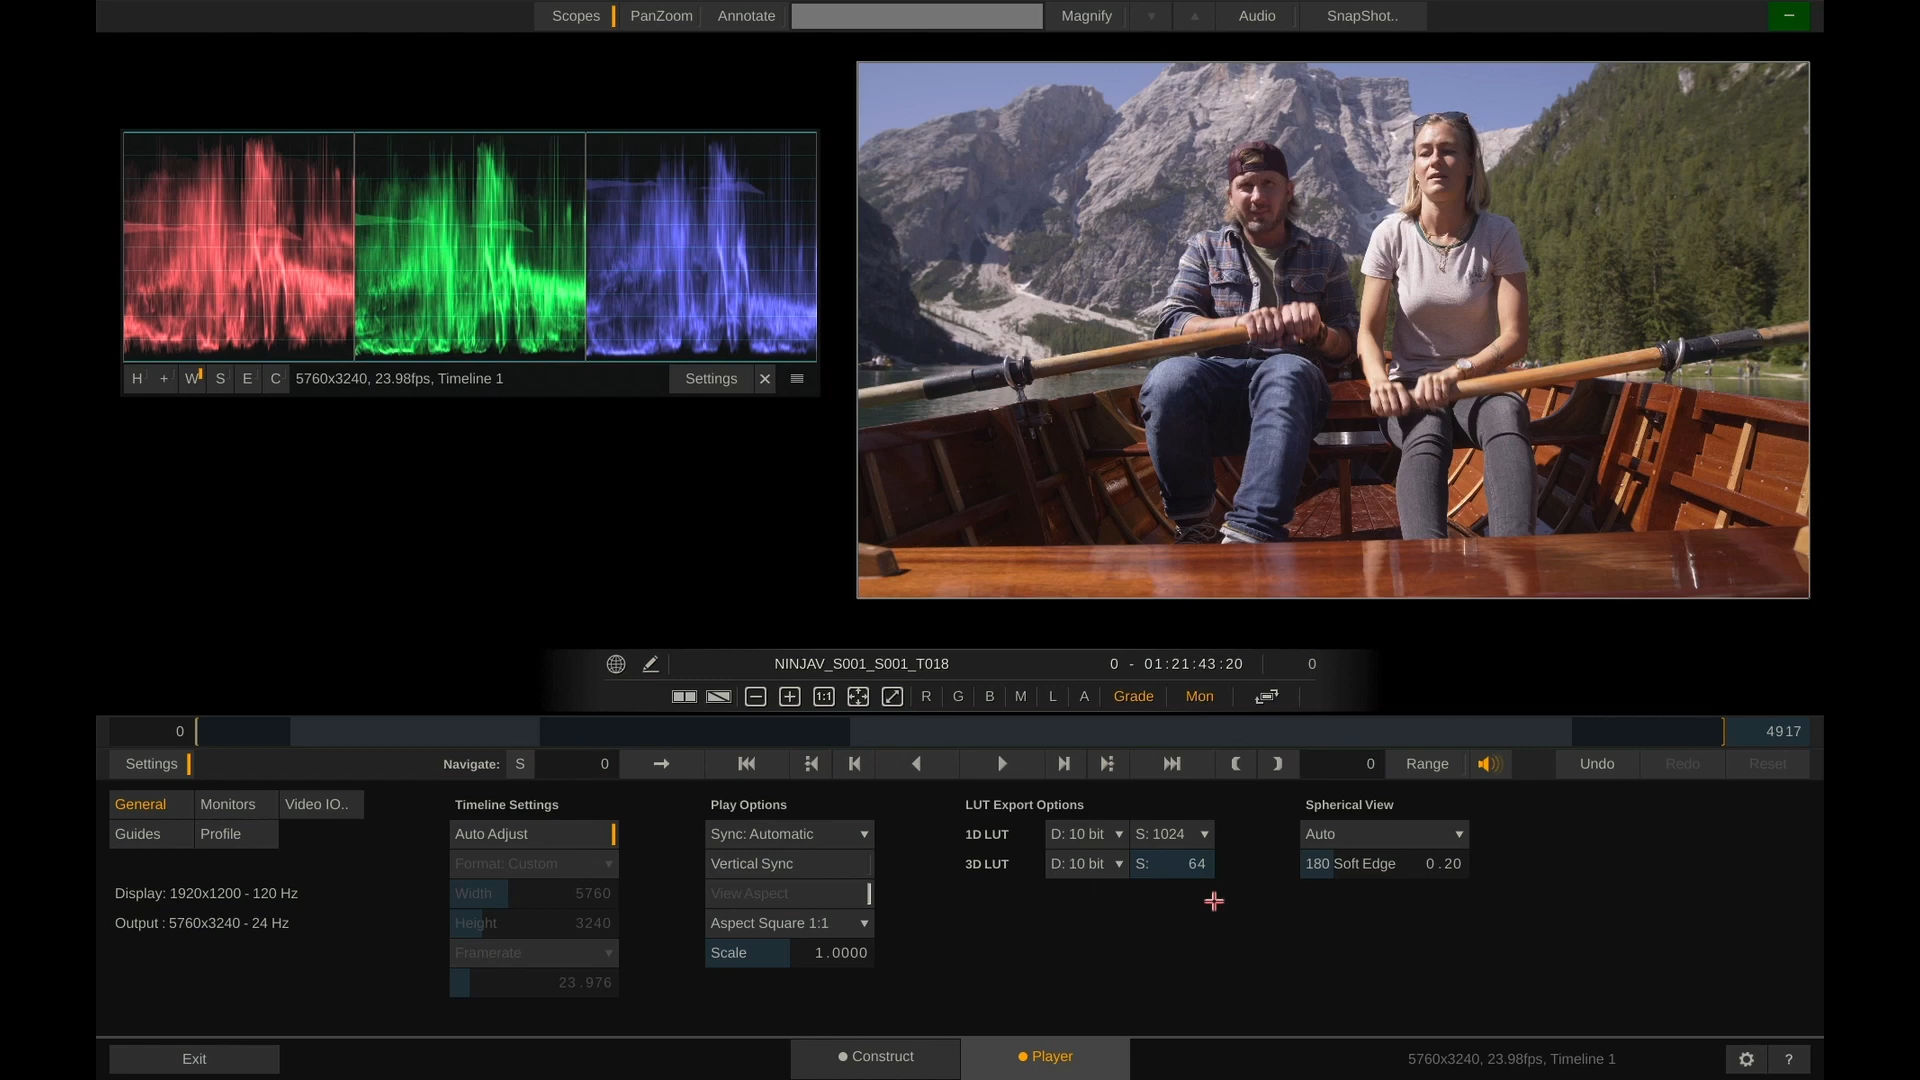 Scopes PanZoom Annotate Magnify Audio SnapShot..
H + W S E C 5760x3240, 23.98fps, Timeline 1 Settings
NINJAV_S001_S001_T018 0 - 01:21:43:20 0
1:1 R G B M L A Grade Mon
0 4917
Settings Navigate: S 0 0 Range Undo Redo Reset
General Monitors Video IO..
Guides Profile
Display: 1920x1200 - 120 Hz
Output : 5760x3240 - 24 Hz
Timeline Settings
Auto Adjust
Format: Custom
Width 5760
Height 3240
Framerate
23.976
Play Options
Sync: Automatic
Vertical Sync
View Aspect
Aspect Square 1:1
Scale 1.0000
LUT Export Options
1D LUT D: 10 bit S: 1024
3D LUT D: 10 bit S: 64
Spherical View
Auto
180 Soft Edge 0.20
Exit Construct Player 5760x3240, 23.98fps, Timeline 1 ?